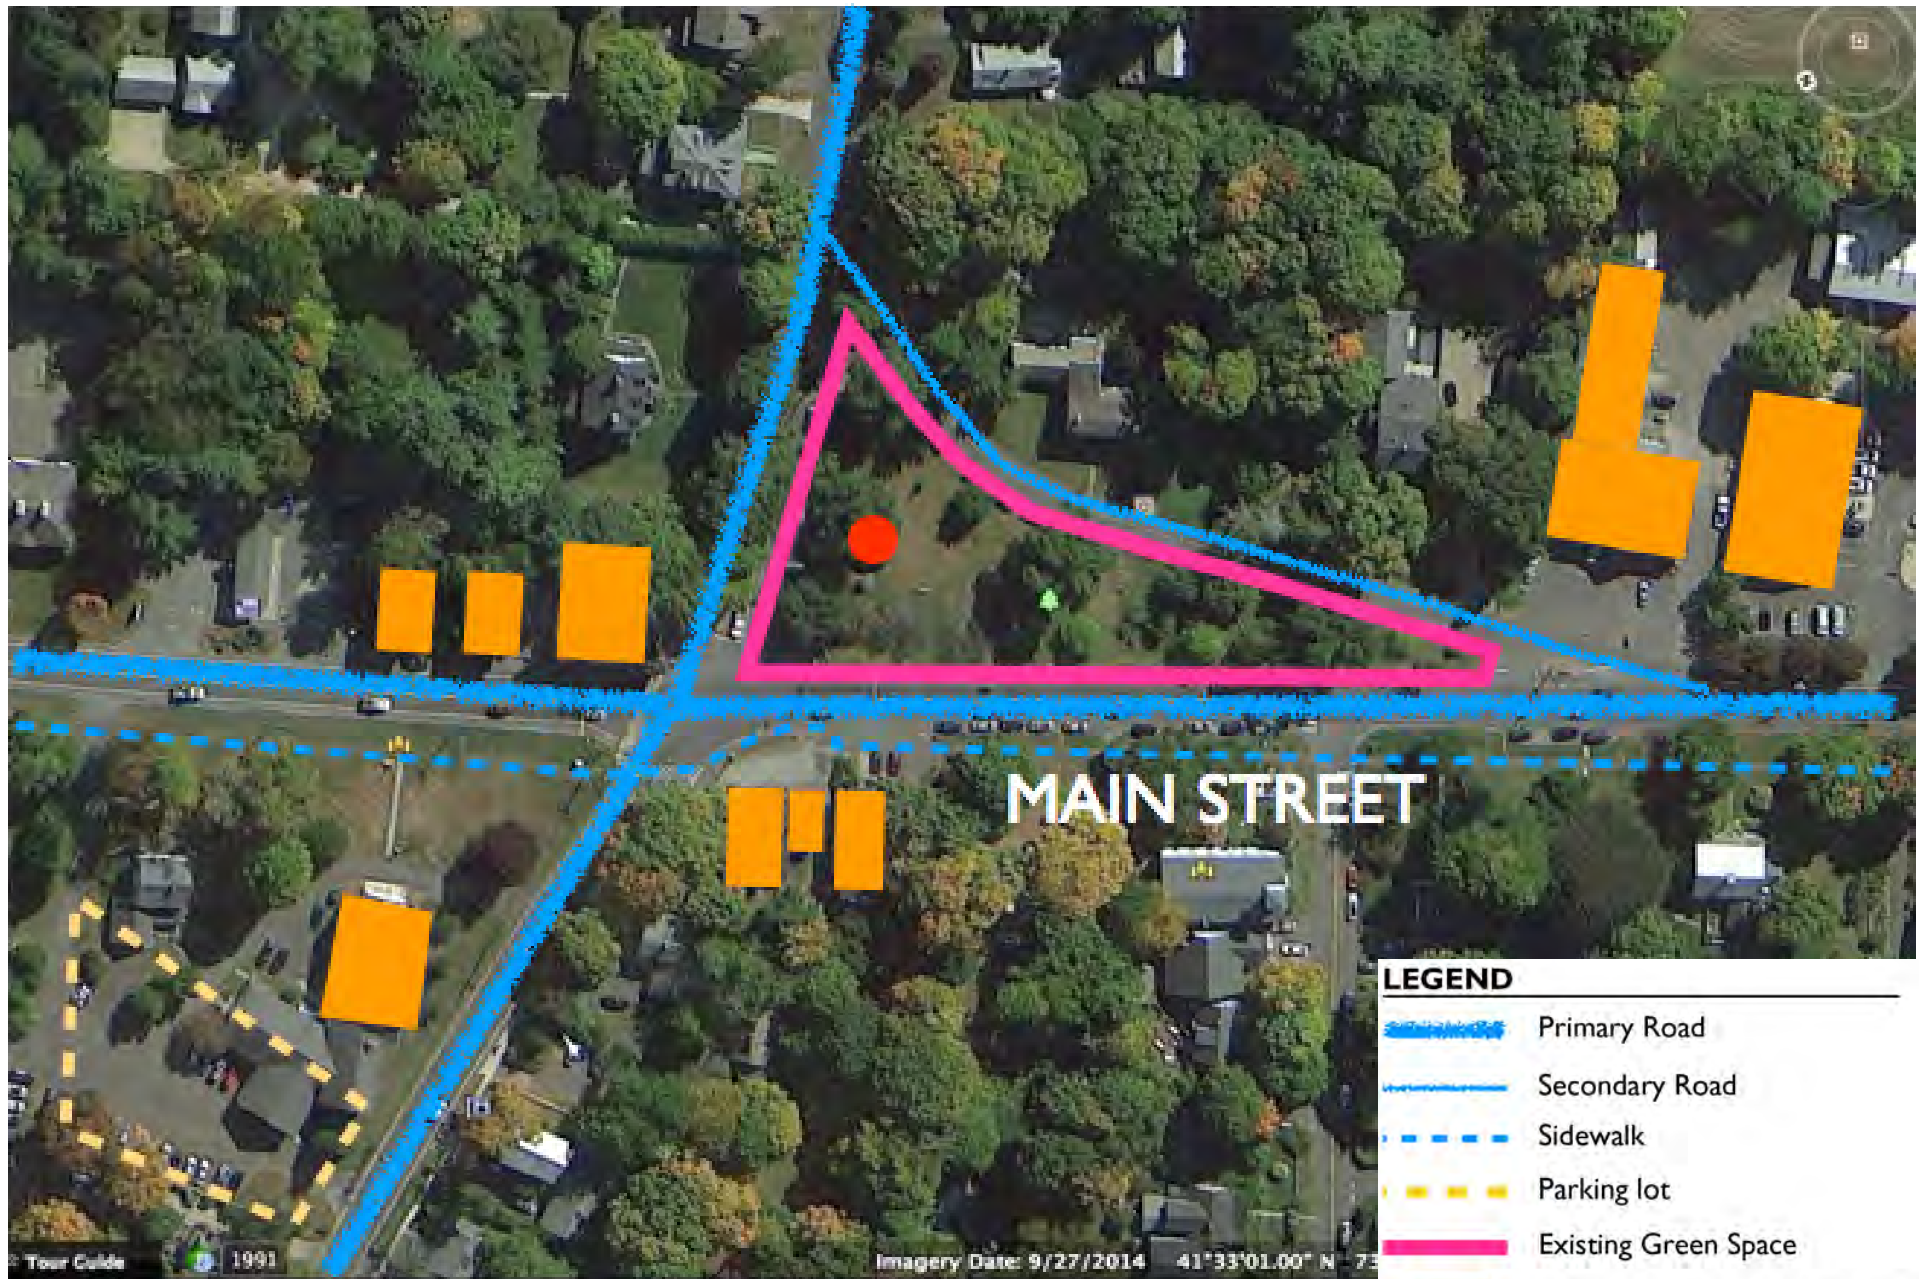 MAIN STREET
LEGEND
Primary Road
Secondary Road
Sidewalk
Parking lot
Existing Green Space
Tour Guide
1991
Imagery Date: 9/27/2014 41°33'01.00" N 73